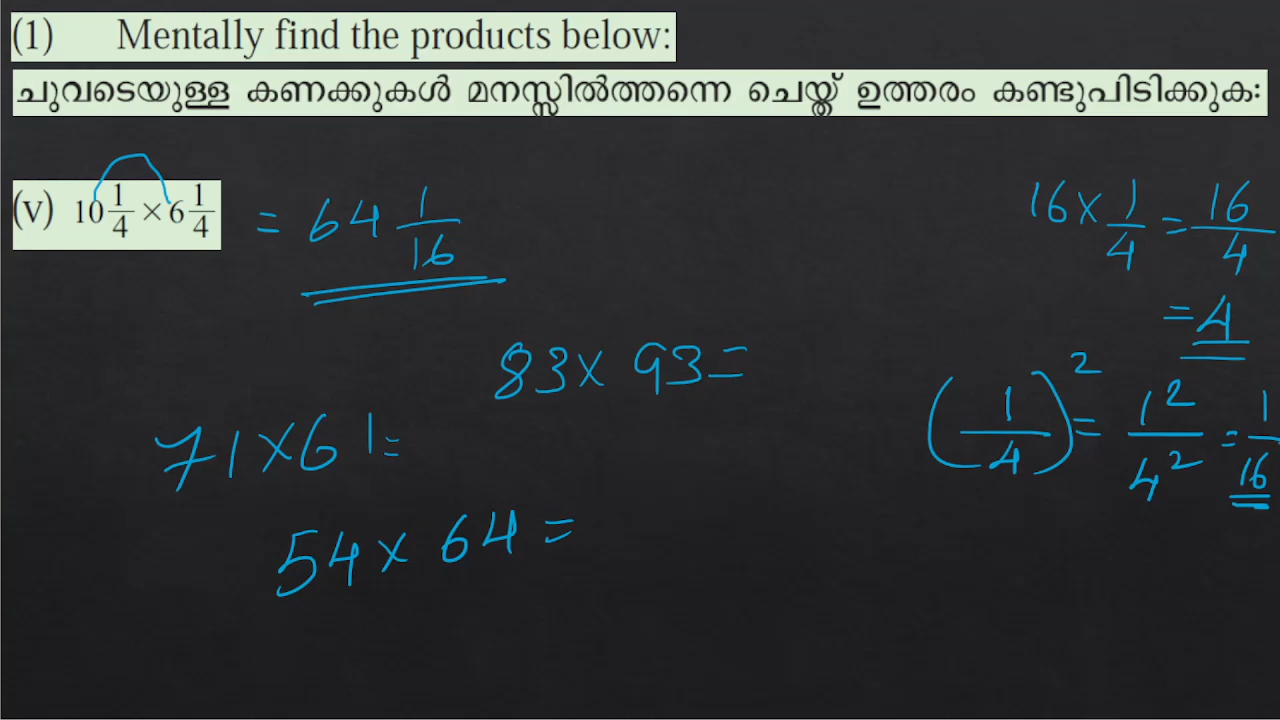 (1) Mentally find the products below:
ചുവടെയുള്ള കണക്കുകൾ മനസ്സിൽത്തന്നെ ചെയ്ത് ഉത്തരം കണ്ടുപിടിക്കുക:
(v) 10 1/4 × 6 1/4 = 64 1/16
16 × 1/4 = 16/4
= 4
83 × 93 =
(1/4)² = 1²/4² = 1/16
71 × 61 =
54 × 64 =